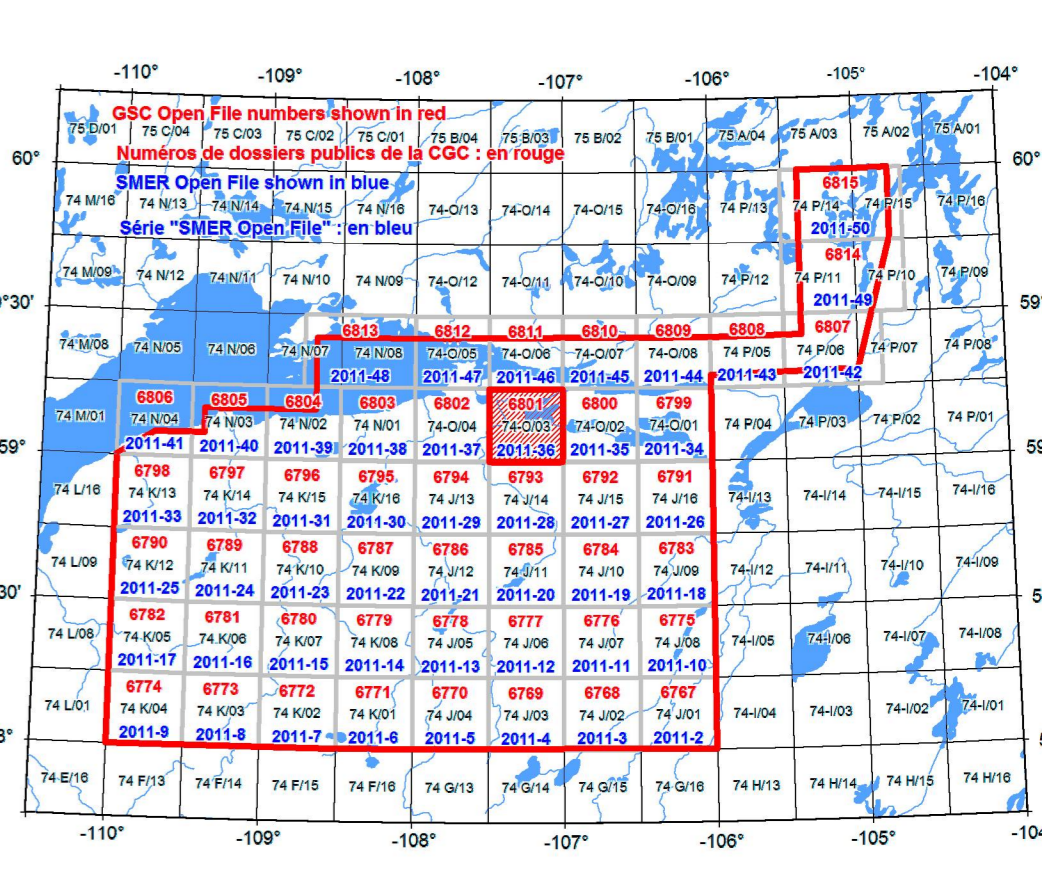 -110° -109° -108° -107° -106° -105° -104°
GSC Open File numbers shown in red
75 D/01 75 C/04 75 C/03 75 C/02 75 C/01 75 B/04 75 B/03 75 B/02 75 B/01 75 A/04 75 A/03 75 A/02 75 A/01
Numéros de dossiers publics de la CGC : en rouge
60° 60°
SMER Open File shown in blue
6815
74 M/16 74 N/13 74 N/14 74 N/15 74 N/16 74-O/13 74-O/14 74-O/15 74-O/16 74 P/13 74 P/14 74 P/15 74 P/16
Série "SMER Open File" : en bleu
2011-50
6814
74 M/09 74 N/12 74 N/11 74 N/10 74 N/09 74-O/12 74-O/11 74-O/10 74-O/09 74 P/12 74 P/11 74 P/10 74 P/09
2011-49
9°30' 59°
6813 6812 6811 6810 6809 6808 6807
74 M/08 74 N/05 74 N/06 74 N/07 74 N/08 74-O/05 74-O/06 74-O/07 74-O/08 74 P/05 74 P/06 74 P/07 74 P/08
2011-48 2011-47 2011-46 2011-45 2011-44 2011-43 2011-42
6806 6805 6804 6803 6802 6801 6800 6799
74 M/01 74 N/04 74 N/03 74 N/02 74 N/01 74-O/04 74-O/03 74-O/02 74-O/01 74 P/04 74 P/03 74 P/02 74 P/01
2011-41 2011-40 2011-39 2011-38 2011-37 2011-36 2011-35 2011-34
59° 59
6798 6797 6796 6795 6794 6793 6792 6791
74 L/16 74 K/13 74 K/14 74 K/15 74 K/16 74 J/13 74 J/14 74 J/15 74 J/16 74-I/13 74-I/14 74-I/15 74-I/16
2011-33 2011-32 2011-31 2011-30 2011-29 2011-28 2011-27 2011-26
6790 6789 6788 6787 6786 6785 6784 6783
74 L/09 74 K/12 74 K/11 74 K/10 74 K/09 74 J/12 74 J/11 74 J/10 74 J/09 74-I/12 74-I/11 74-I/10 74-I/09
2011-25 2011-24 2011-23 2011-22 2011-21 2011-20 2011-19 2011-18
30' 5
6782 6781 6780 6779 6778 6777 6776 6775
74 L/08 74 K/05 74 K/06 74 K/07 74 K/08 74 J/05 74 J/06 74 J/07 74 J/08 74-I/05 74-I/06 74-I/07 74-I/08
2011-17 2011-16 2011-15 2011-14 2011-13 2011-12 2011-11 2011-10
6774 6773 6772 6771 6770 6769 6768 6767
74 L/01 74 K/04 74 K/03 74 K/02 74 K/01 74 J/04 74 J/03 74 J/02 74 J/01 74-I/04 74-I/03 74-I/02 74-I/01
2011-9 2011-8 2011-7 2011-6 2011-5 2011-4 2011-3 2011-2
8°
74 E/16 74 F/13 74 F/14 74 F/15 74 F/16 74 G/13 74 G/14 74 G/15 74 G/16 74 H/13 74 H/14 74 H/15 74 H/16
-110° -109° -108° -107° -106° -105° -104